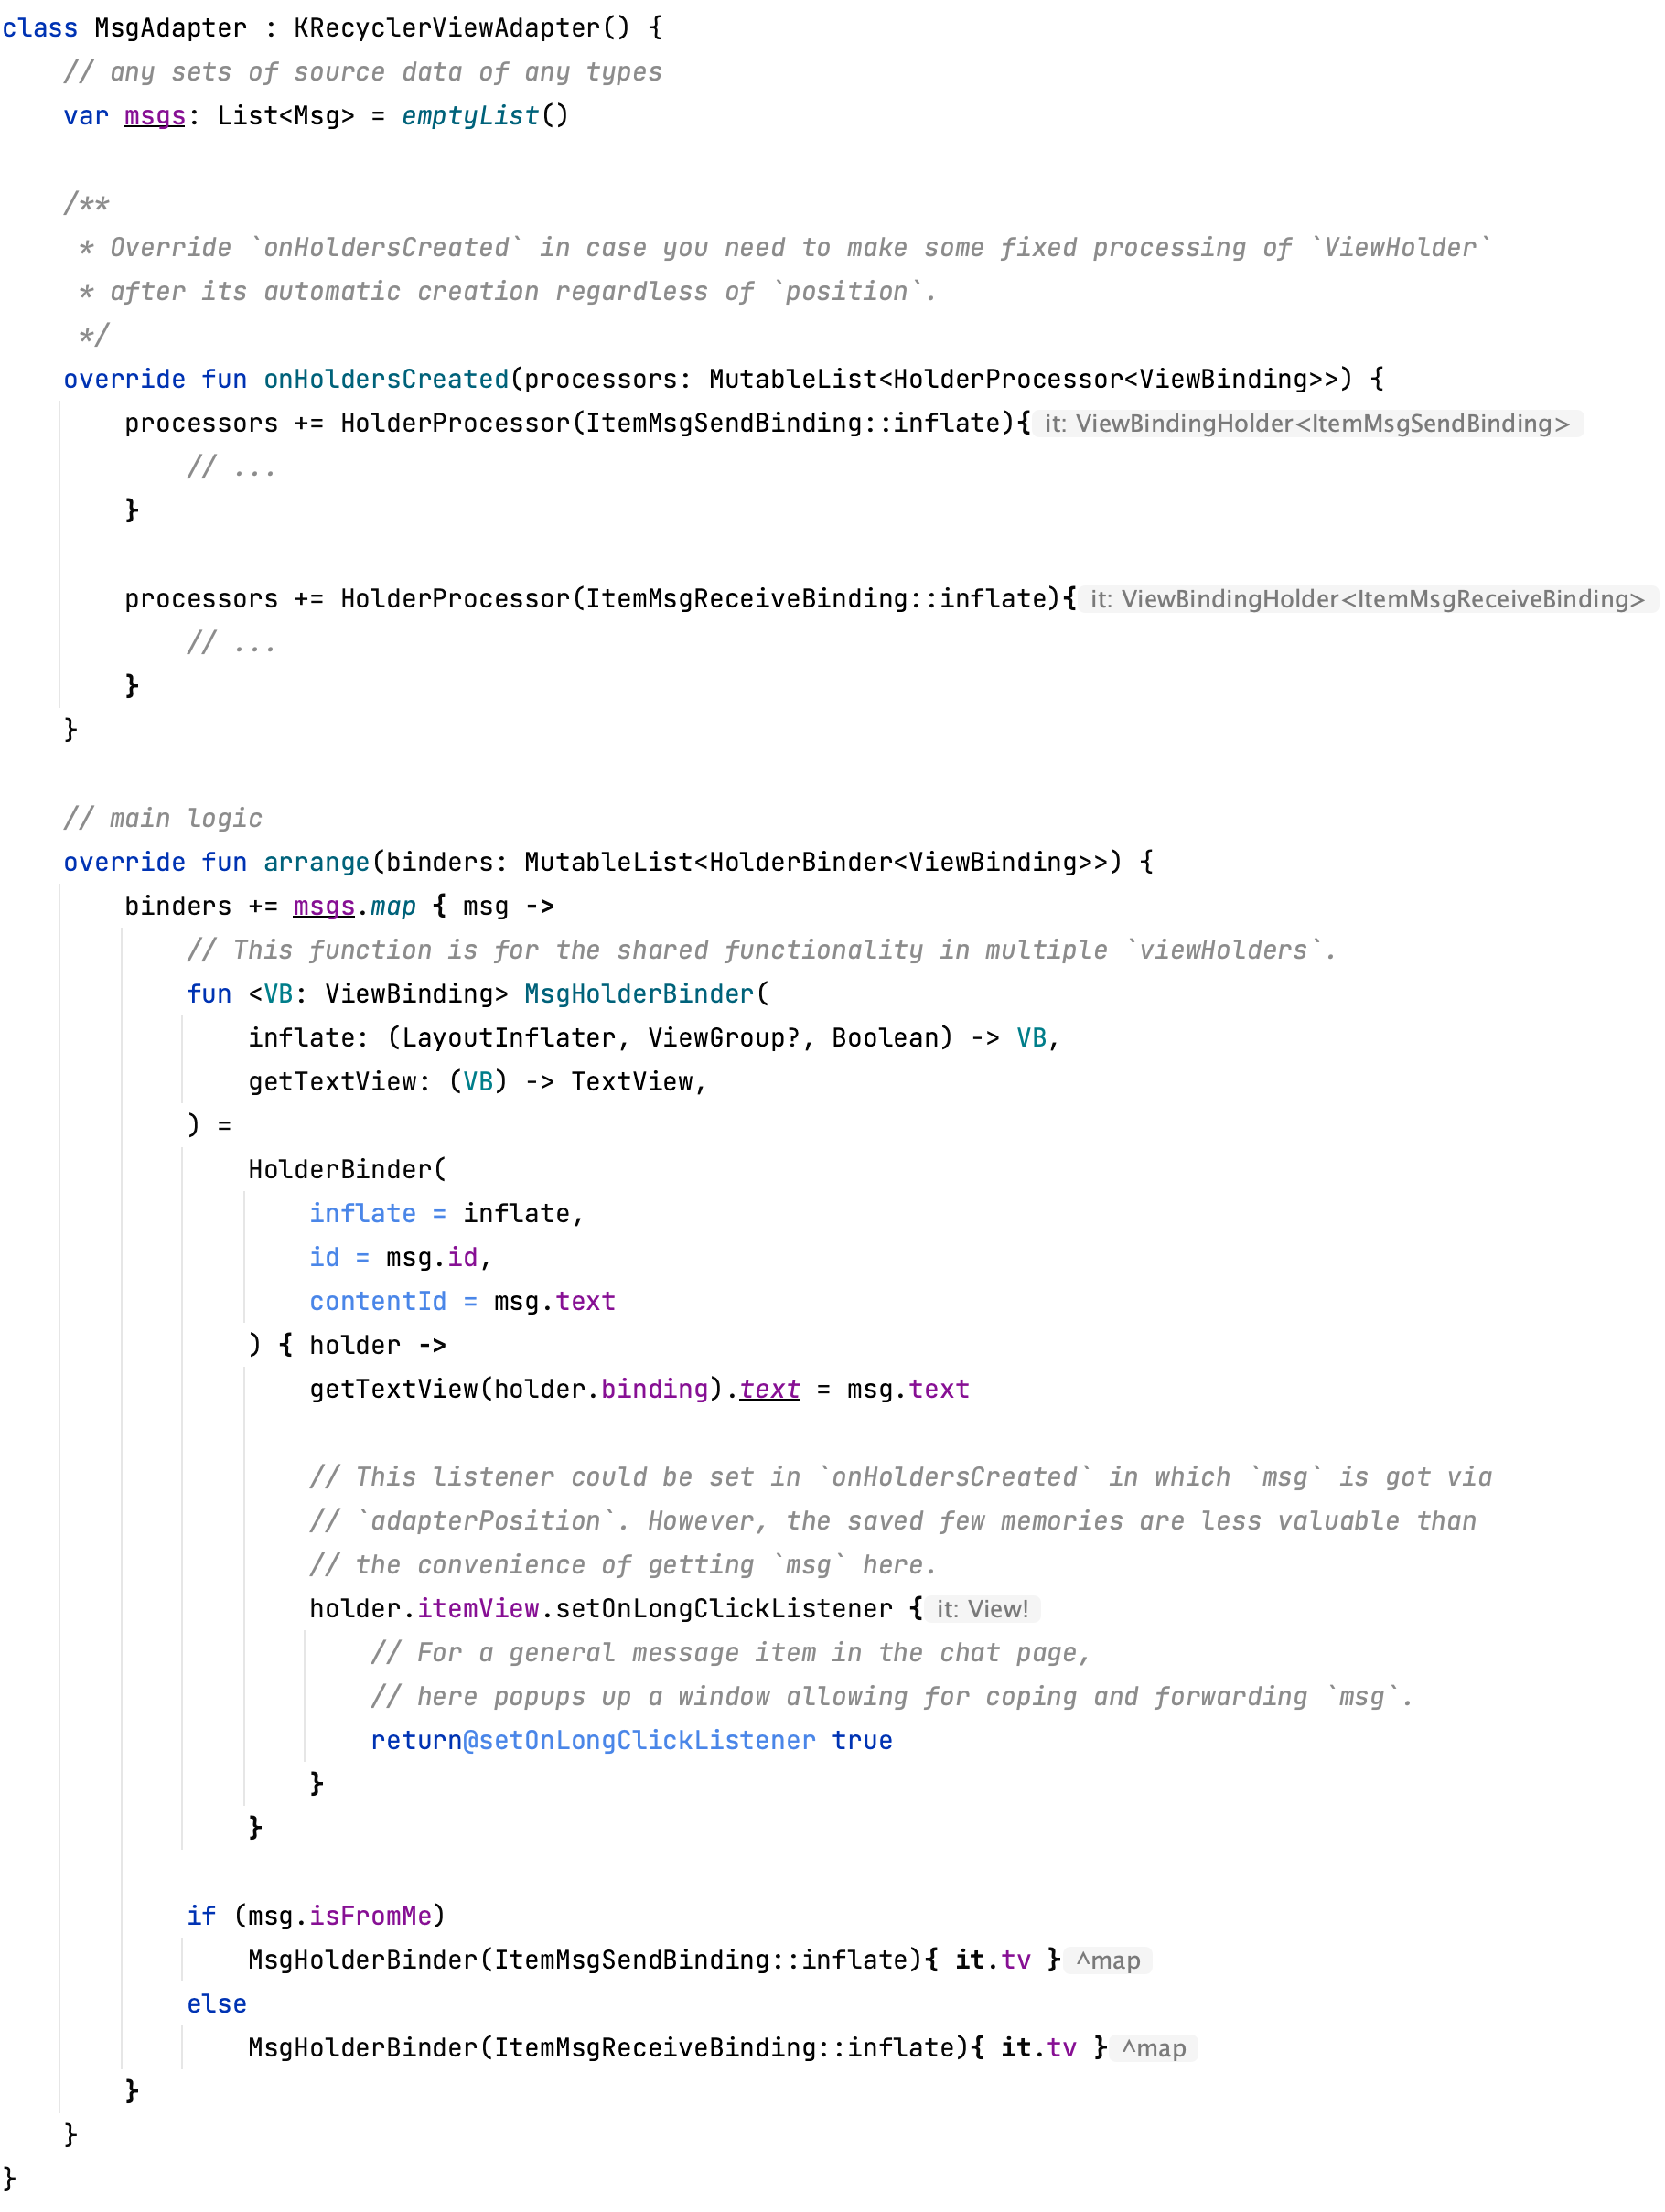 class MsgAdapter : KRecyclerViewAdapter() {
    // any sets of source data of any types
    var msgs: List<Msg> = emptyList()

    /**
     * Override `onHoldersCreated` in case you need to make some fixed processing of `ViewHolder`
     * after its automatic creation regardless of `position`.
     */
    override fun onHoldersCreated(processors: MutableList<HolderProcessor<ViewBinding>>) {
        processors += HolderProcessor(ItemMsgSendBinding::inflate){ it: ViewBindingHolder<ItemMsgSendBinding>
            // ...
        }

        processors += HolderProcessor(ItemMsgReceiveBinding::inflate){ it: ViewBindingHolder<ItemMsgReceiveBinding>
            // ...
        }
    }

    // main logic
    override fun arrange(binders: MutableList<HolderBinder<ViewBinding>>) {
        binders += msgs.map { msg ->
            // This function is for the shared functionality in multiple `viewHolders`.
            fun <VB: ViewBinding> MsgHolderBinder(
                inflate: (LayoutInflater, ViewGroup?, Boolean) -> VB,
                getTextView: (VB) -> TextView,
            ) =
                HolderBinder(
                    inflate = inflate,
                    id = msg.id,
                    contentId = msg.text
                ) { holder ->
                    getTextView(holder.binding).text = msg.text

                    // This listener could be set in `onHoldersCreated` in which `msg` is got via
                    // `adapterPosition`. However, the saved few memories are less valuable than
                    // the convenience of getting `msg` here.
                    holder.itemView.setOnLongClickListener { it: View!
                        // For a general message item in the chat page,
                        // here popups up a window allowing for coping and forwarding `msg`.
                        return@setOnLongClickListener true
                    }
                }

            if (msg.isFromMe)
                MsgHolderBinder(ItemMsgSendBinding::inflate){ it.tv } ^map
            else
                MsgHolderBinder(ItemMsgReceiveBinding::inflate){ it.tv } ^map
        }
    }
}